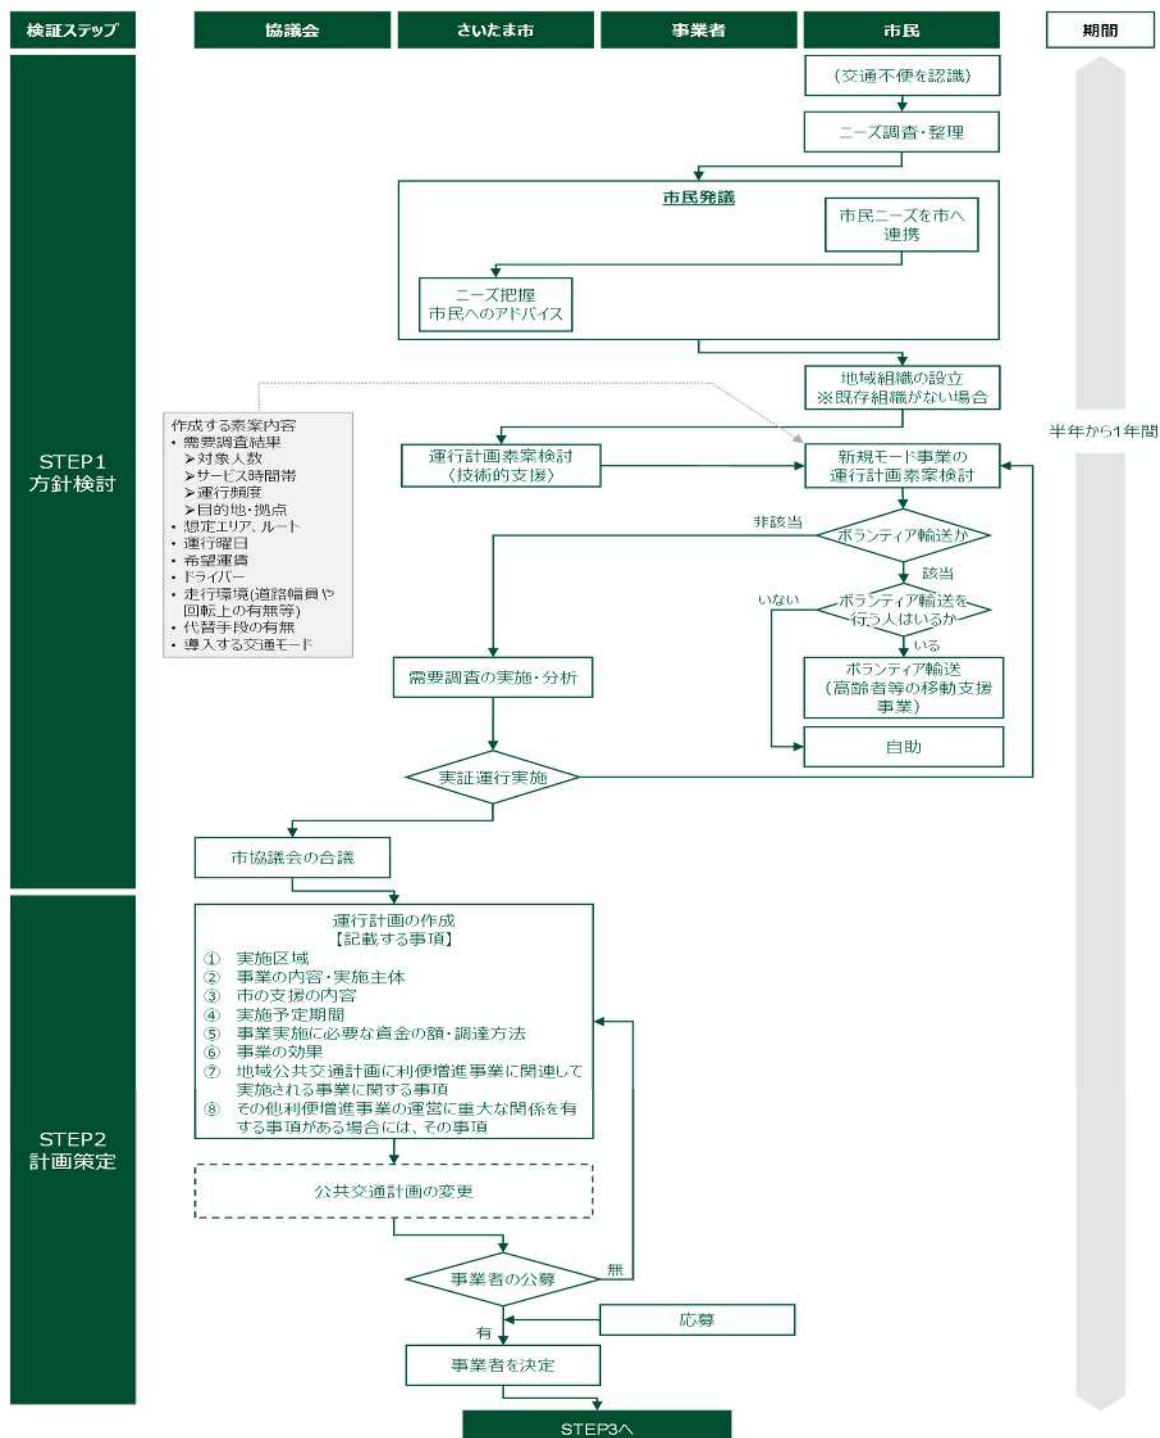 検証ステップ
協議会
さいたま市
事業者
市民
期間
STEP1
方針検討
(交通不便を認識)
ニーズ調査・整理
市民発議
市民ニーズを市へ
連携
ニーズ把握
市民へのアドバイス
地域組織の設立
※既存組織がない場合
半年から1年間
作成する素案内容
• 需要調査結果
➢対象人数
➢サービス時間帯
➢運行頻度
➢目的地・拠点
• 想定エリア、ルート
• 運行曜日
• 希望運賃
• ドライバー
• 走行環境(道路幅員や
回転上の有無等)
• 代替手段の有無
• 導入する交通モード
運行計画素案検討
〈技術的支援〉
新規モード事業の
運行計画素案検討
非該当
ボランティア輸送か
該当
いない
ボランティア輸送を
行う人はいるか
いる
需要調査の実施・分析
ボランティア輸送
(高齢者等の移動支援
事業)
自助
実証運行実施
市協議会の合議
STEP2
計画策定
運行計画の作成
【記載する事項】
① 実施区域
② 事業の内容・実施主体
③ 市の支援の内容
④ 実施予定期間
⑤ 事業実施に必要な資金の額・調達方法
⑥ 事業の効果
⑦ 地域公共交通計画に利便増進事業に関連して
実施される事業に関する事項
⑧ その他利便増進事業の運営に重大な関係を有
する事項がある場合には、その事項
公共交通計画の変更
事業者の公募
無
応募
有
事業者を決定
STEP3へ